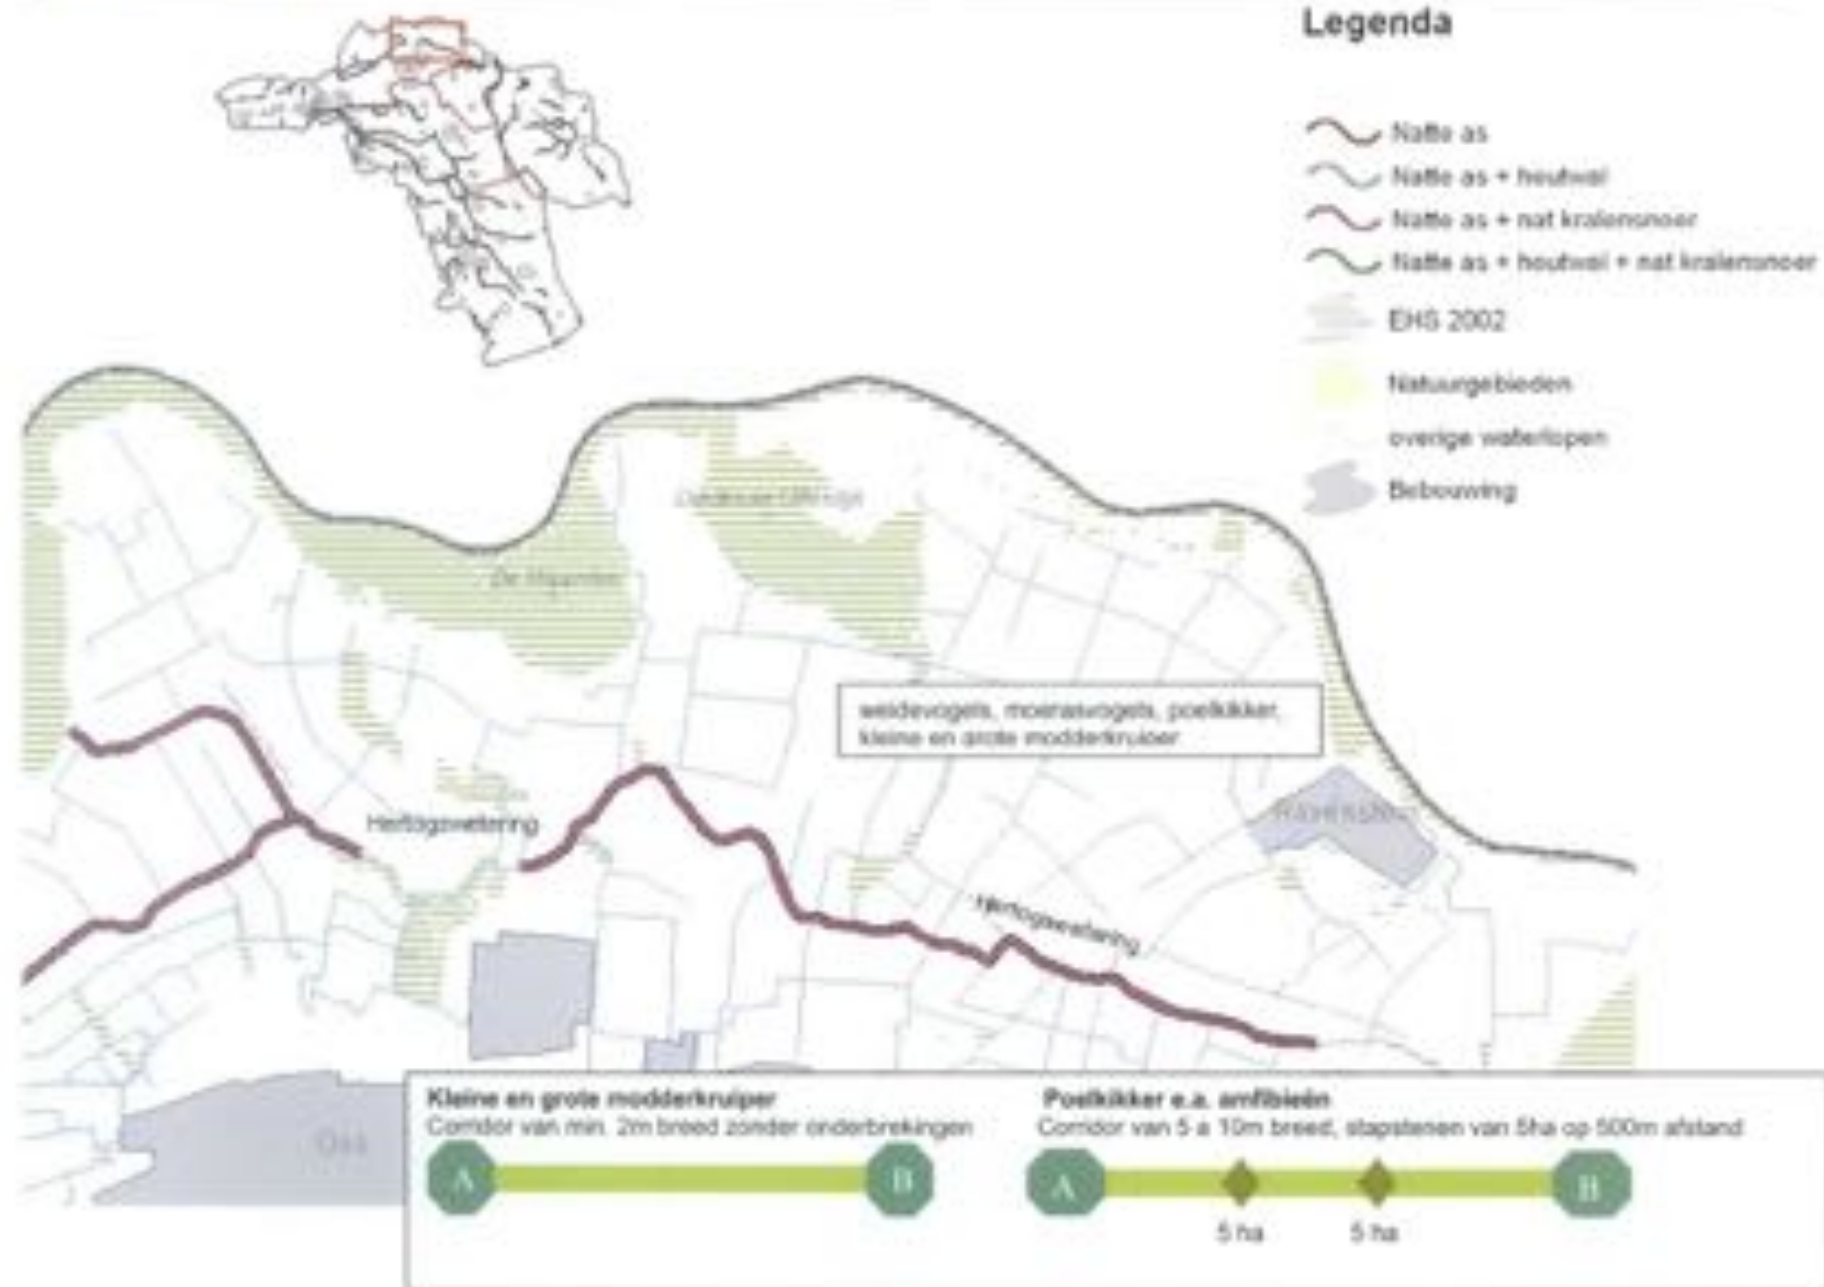 Legenda
Natte as
Natte as + houtwal
Natte as + nat kralensnoer
Natte as + houtwal + nat kralensnoer
EHS 2002
Natuurgebieden
overige waterlopen
Bebouwing
De
weidevogels, moerasvogels, poelkikker,
kleine en grote modderkruiper
Hertogswetering
Ravenstein
Hertogswetering
Oss
Kleine en grote modderkruiper
Corridor van min. 2m breed zonder onderbrekingen
A
B
Poelkikker e.a. amfibieën
Corridor van 5 a 10m breed, stapstenen van 5ha op 500m afstand
A
B
5 ha
5 ha